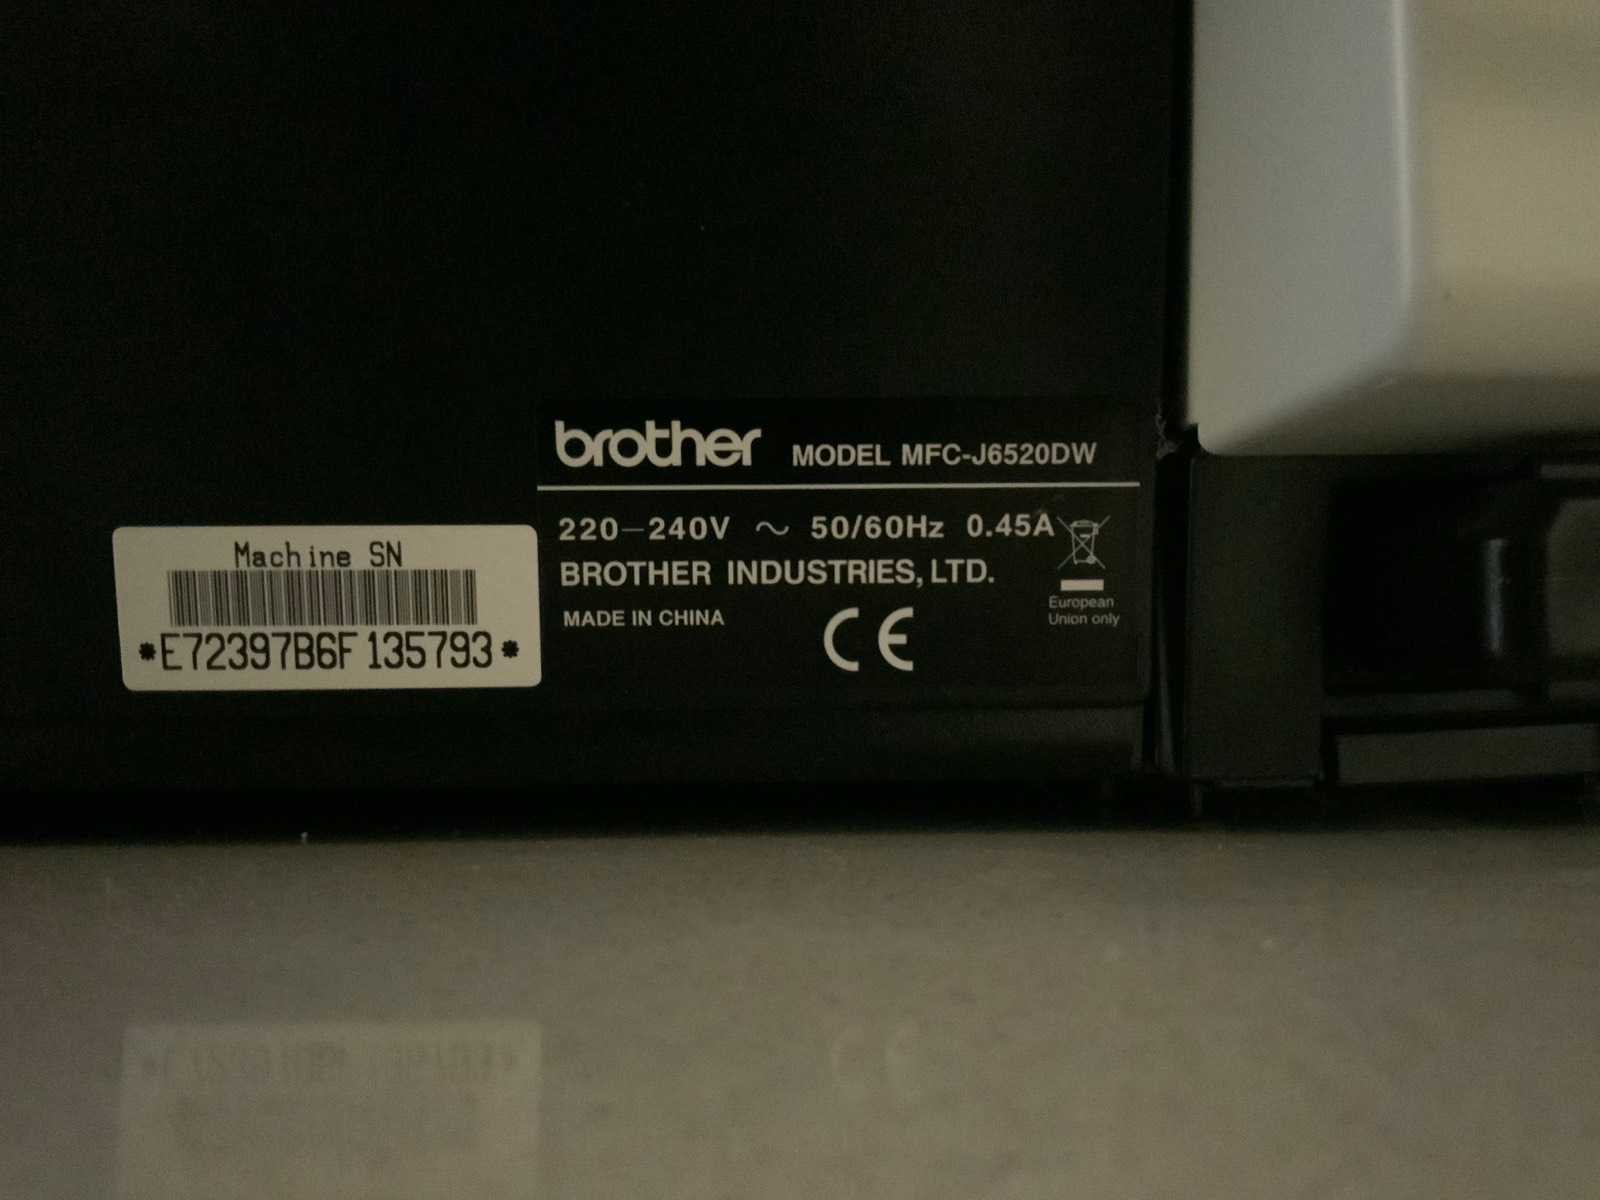 brother MODEL MFC-J6520DW
220-240V ~ 50/60Hz 0.45A
BROTHER INDUSTRIES, LTD.
MADE IN CHINA
CE
European
Union only
Machine SN
*E72397B6F135793*